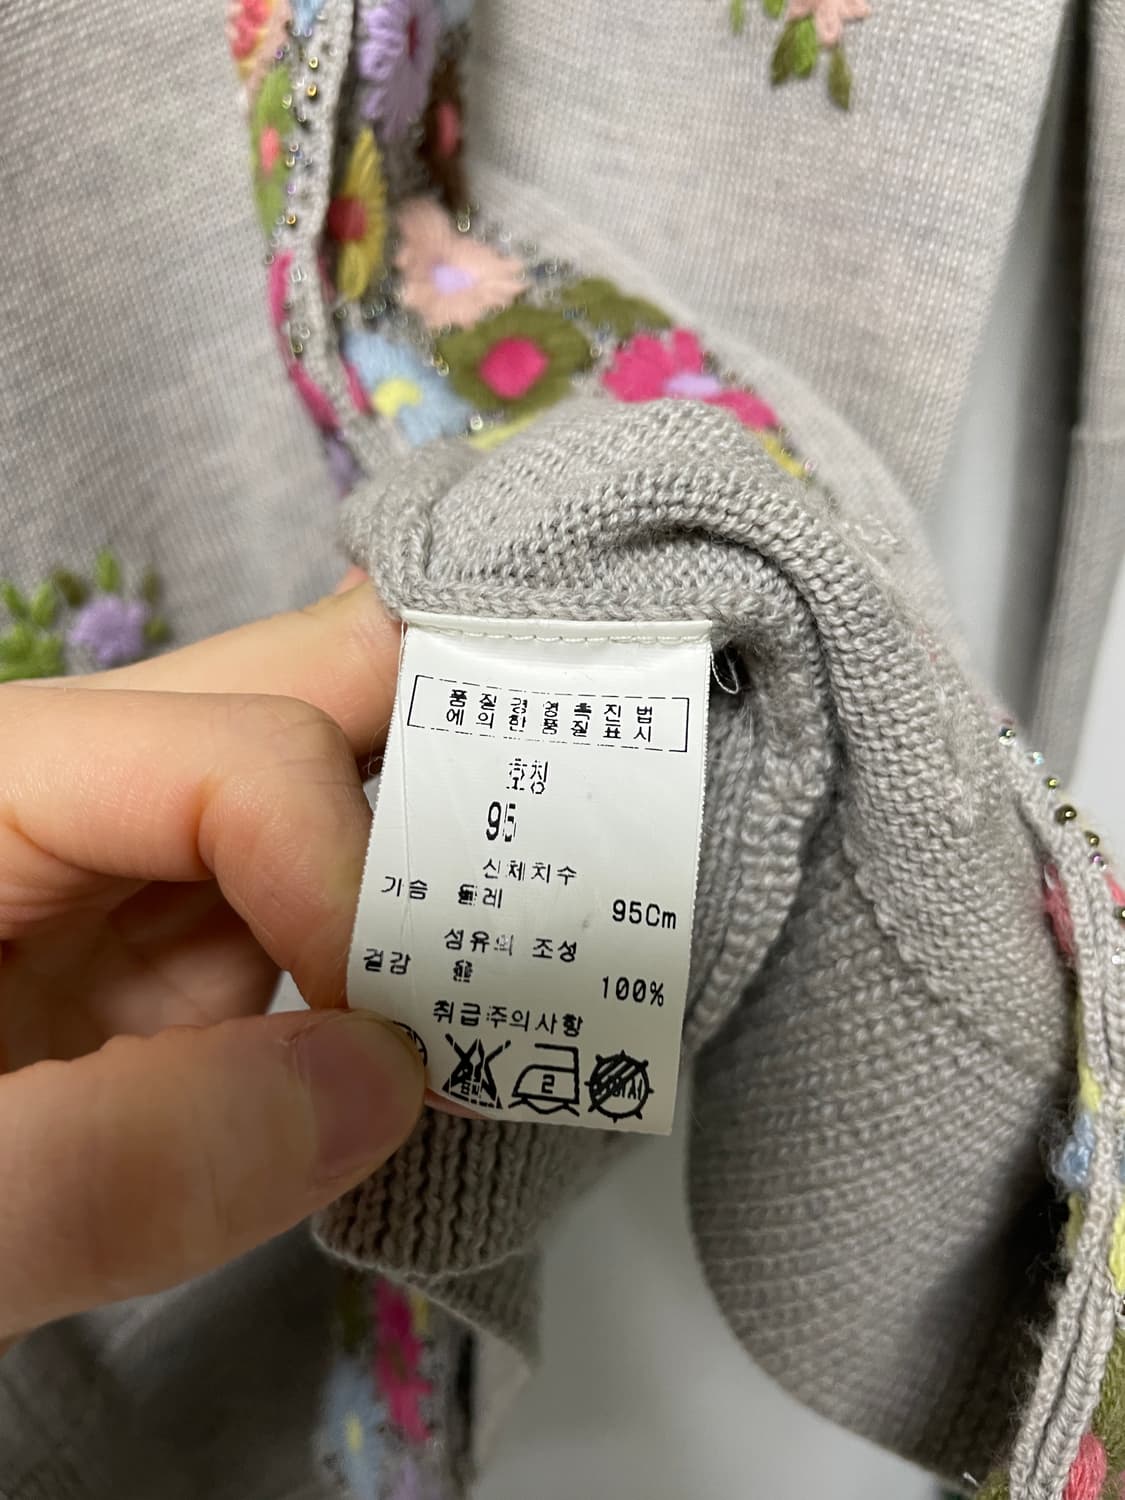 품질경영촉진법
에의한품질표시
호칭
95
신체치수
가슴 둘레 95Cm
섬유의 조성
겉감 울 100%
취급주의사항